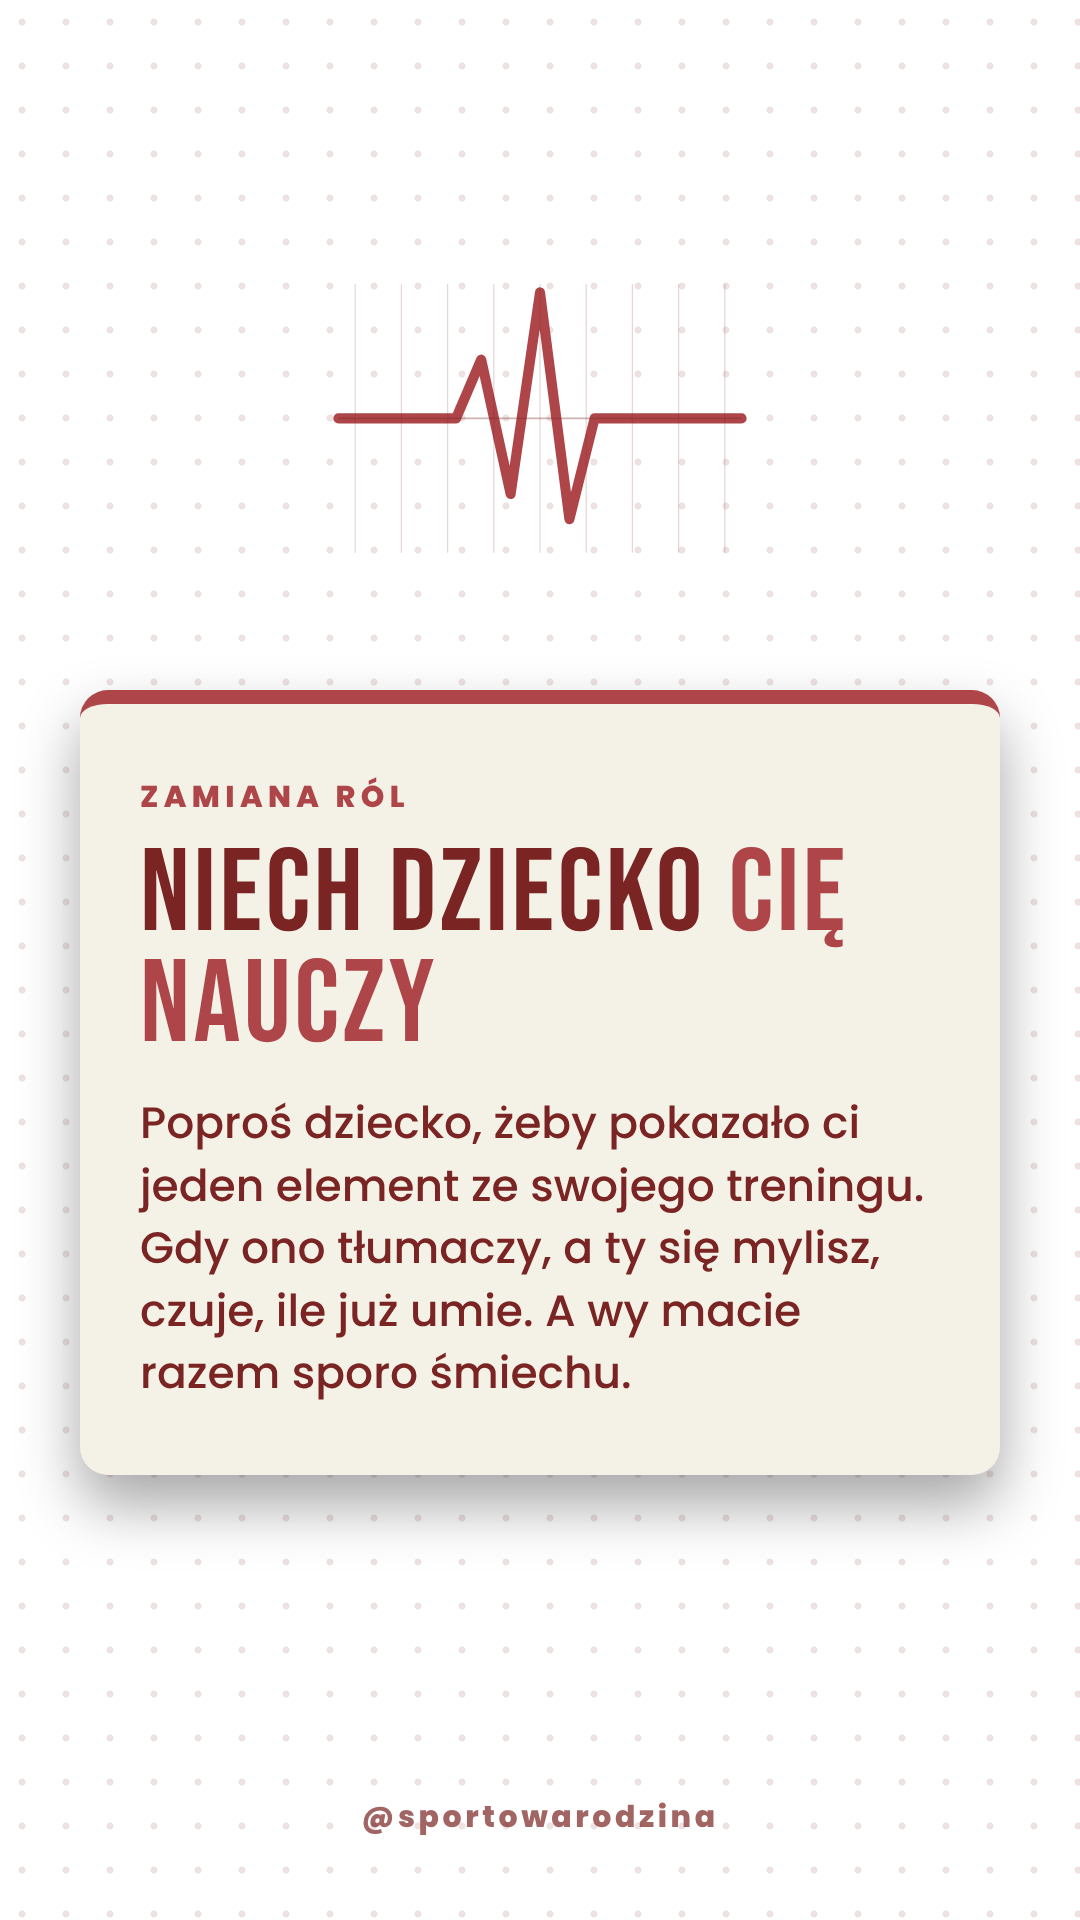 ZAMIANA RÓL
NIECH DZIECKO CIĘ
NAUCZY
Poproś dziecko, żeby pokazało ci
jeden element ze swojego treningu.
Gdy ono tłumaczy, a ty się mylisz,
czuje, ile już umie. A wy macie
razem sporo śmiechu.
@sportowarodzina